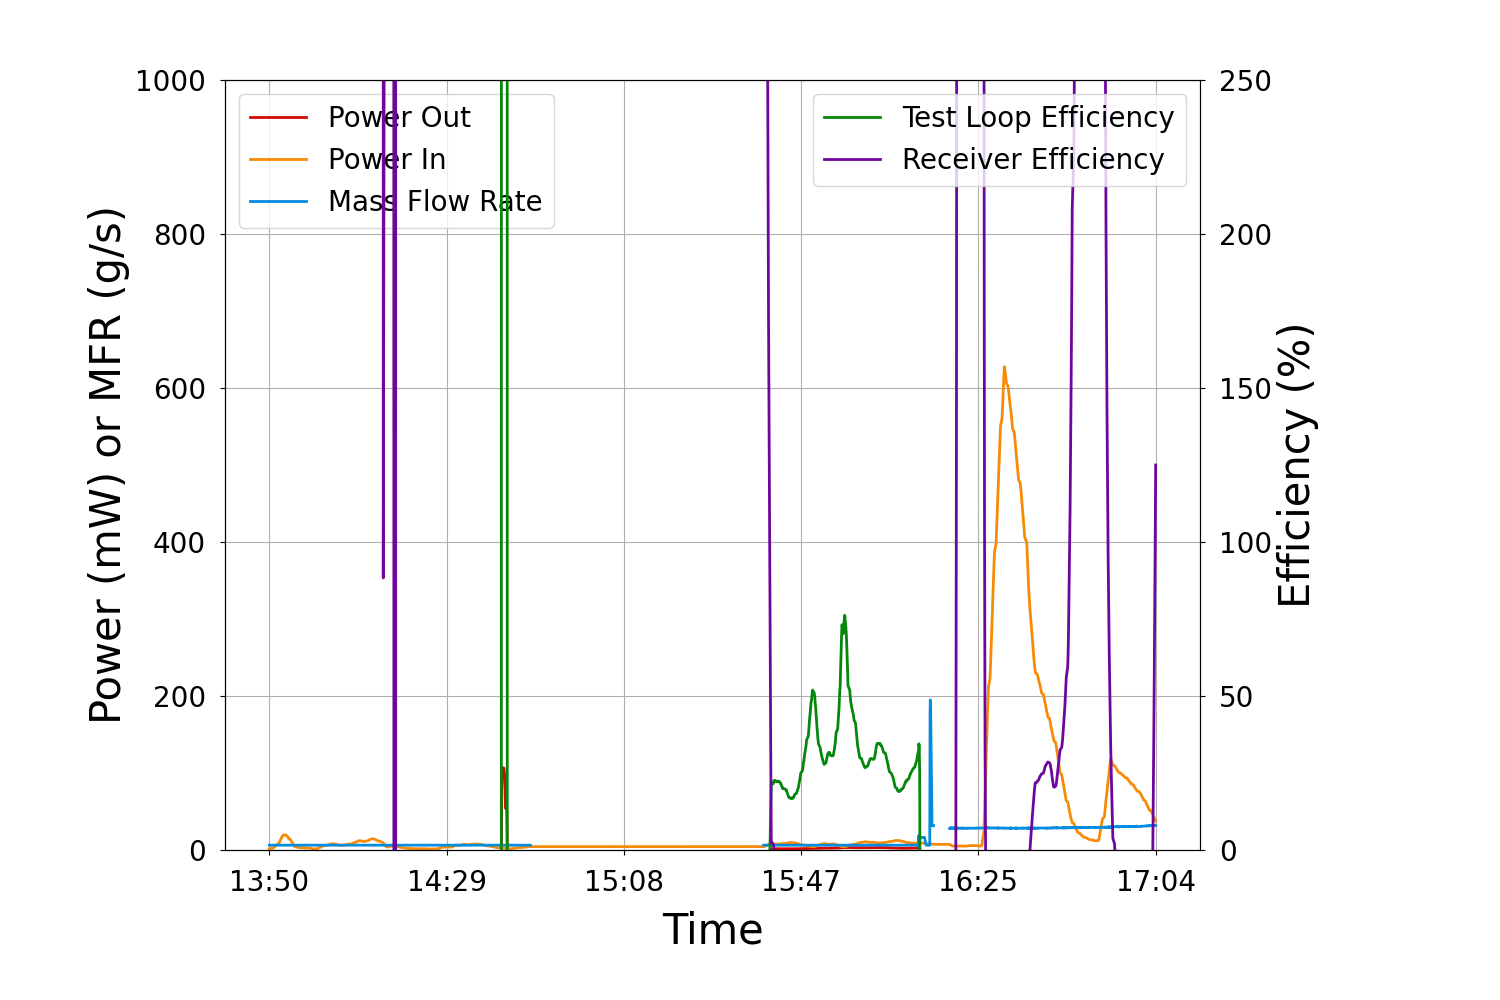 1000
800
600
400
200
0
250
200
150
100
50
0
Power Out
Power In
Mass Flow Rate
Test Loop Efficiency
Receiver Efficiency
Power (mW) or MFR (g/s)
Efficiency (%)
13:50 14:29 15:08 15:47 16:25 17:04
Time